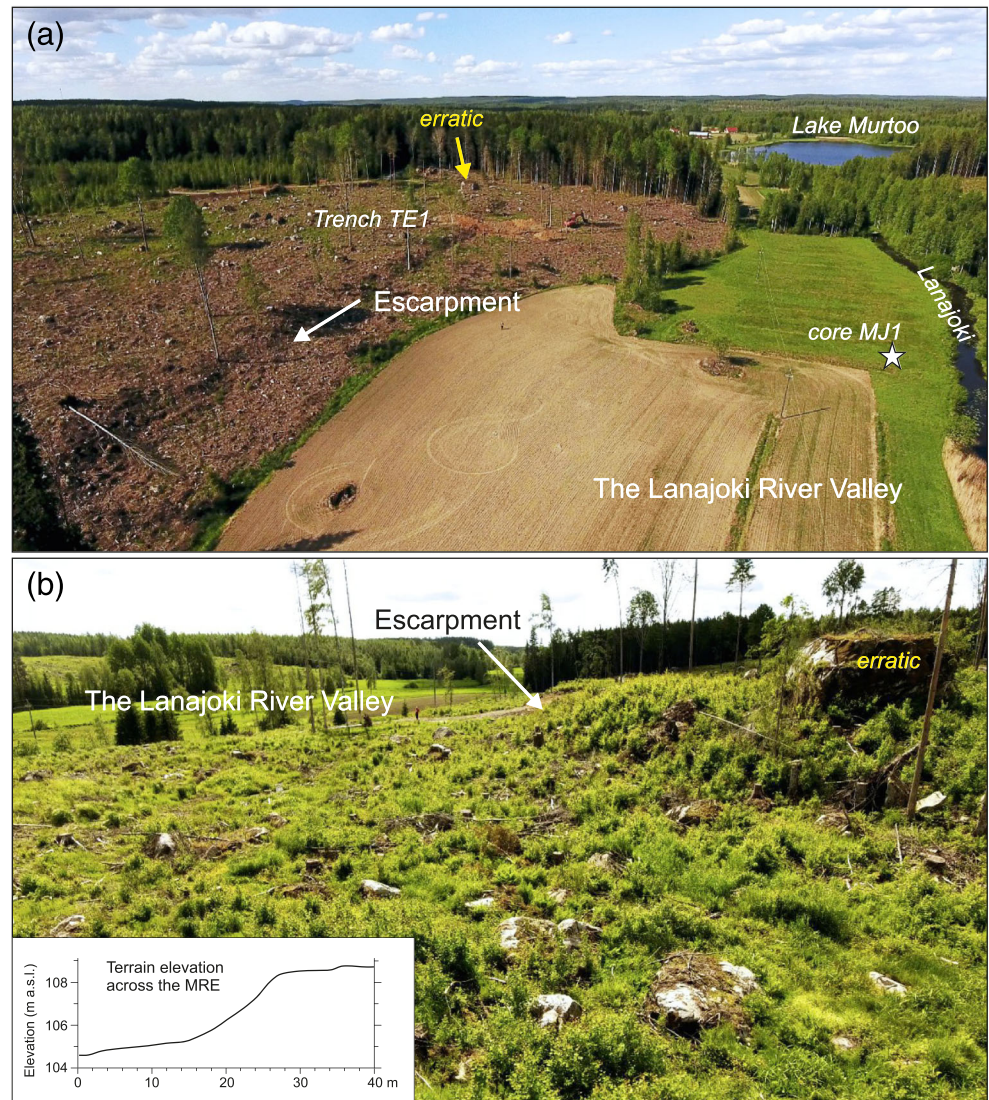 (a)
erratic
Lake Murtoo
Trench TE1
Lanajoki
Escarpment
core MJ1
The Lanajoki River Valley
(b)
Escarpment
erratic
The Lanajoki River Valley
Terrain elevation
across the MRE
Elevation (m a.s.l.)
108
106
104
0 10 20 30 40 m